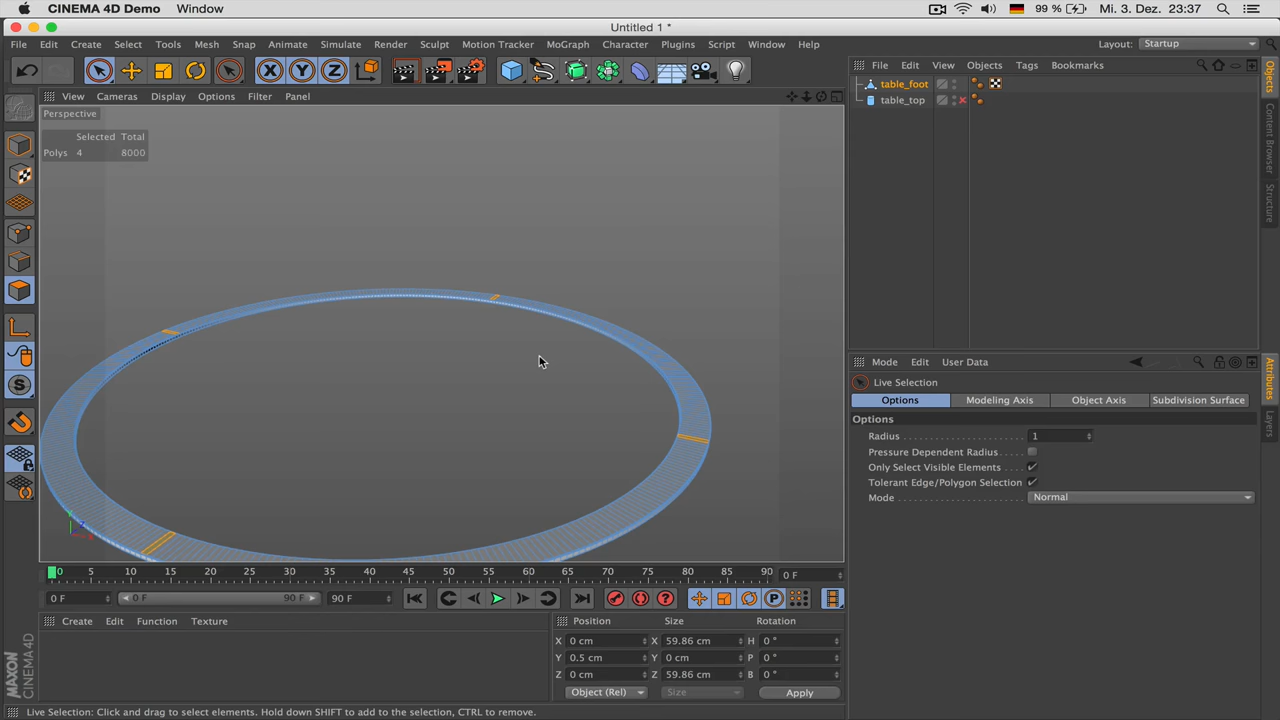 CINEMA 4D Demo Window 99 % Mi. 3. Dez. 23:37
Untitled 1 *
File Edit Create Select Tools Mesh Snap Animate Simulate Render Sculpt Motion Tracker MoGraph Character Plugins Script Window Help Layout: Startup
X Y Z
File Edit View Objects Tags Bookmarks
View Cameras Display Options Filter Panel
table_foot
table_top
Perspective
Selected Total
Polys 4 8000
Objects
Content Browser
Structure
Mode Edit User Data
Live Selection
Options Modeling Axis Object Axis Subdivision Surface
Options
Radius 1
Pressure Dependent Radius
Only Select Visible Elements
Tolerant Edge/Polygon Selection
Mode Normal
Attributes
Layers
S
Y Z X
0 5 10 15 20 25 30 35 40 45 50 55 60 65 70 75 80 85 90 0 F
0 F 0 F 90 F 90 F P
Create Edit Function Texture
Position Size Rotation
X 0 cm X 59.86 cm H 0 °
Y 0.5 cm Y 0 cm P 0 °
Z 0 cm Z 59.86 cm B 0 °
Object (Rel) Size Apply
MAXON
CINEMA 4D
Live Selection: Click and drag to select elements. Hold down SHIFT to add to the selection, CTRL to remove.